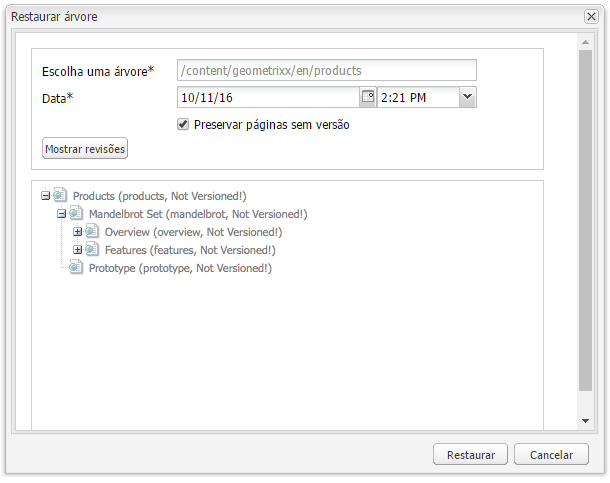 Restaurar árvore
Escolha uma árvore* /content/geometrixx/en/products
Data* 10/11/16 2:21 PM
Preservar páginas sem versão
Mostrar revisões
Products (products, Not Versioned!)
Mandelbrot Set (mandelbrot, Not Versioned!)
Overview (overview, Not Versioned!)
Features (features, Not Versioned!)
Prototype (prototype, Not Versioned!)
Restaurar Cancelar